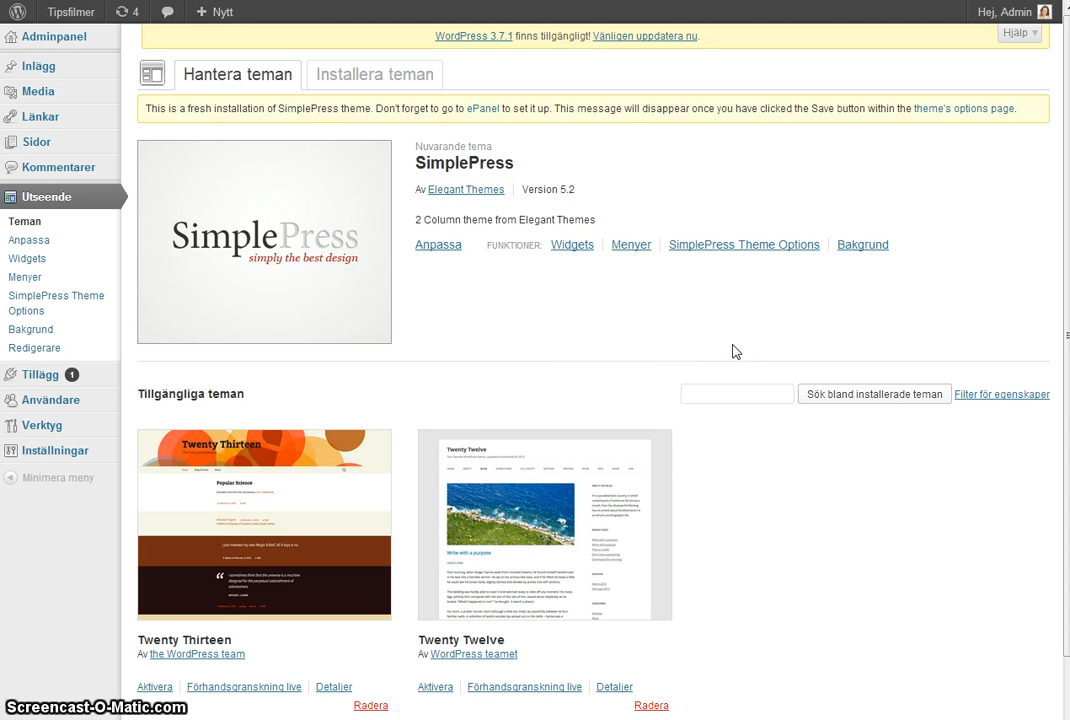 Tipsfilmer 4 + Nytt Hej, Admin
Adminpanel
Inlägg
Media
Länkar
Sidor
Kommentarer
Utseende
Teman
Anpassa
Widgets
Menyer
SimplePress Theme
Options
Bakgrund
Redigerare
Tillägg 1
Användare
Verktyg
Inställningar
Minimera meny
WordPress 3.7.1 finns tillgängligt! Vänligen uppdatera nu.
Hjälp
Hantera teman Installera teman
This is a fresh installation of SimplePress theme. Don't forget to go to ePanel to set it up. This message will disappear once you have clicked the Save button within the theme's options page.
SimplePress
simply the best design
Nuvarande tema
SimplePress
Av Elegant Themes Version 5.2
2 Column theme from Elegant Themes
Anpassa FUNKTIONER: Widgets Menyer SimplePress Theme Options Bakgrund
Tillgängliga teman
Sök bland installerade teman Filter för egenskaper
Twenty Thirteen
Popular Science
Twenty Twelve
Write with a purpose
Twenty Thirteen
Av the WordPress team
Aktivera Förhandsgranskning live Detaljer
Radera
Twenty Twelve
Av WordPress teamet
Aktivera Förhandsgranskning live Detaljer
Radera
Screencast-O-Matic.com